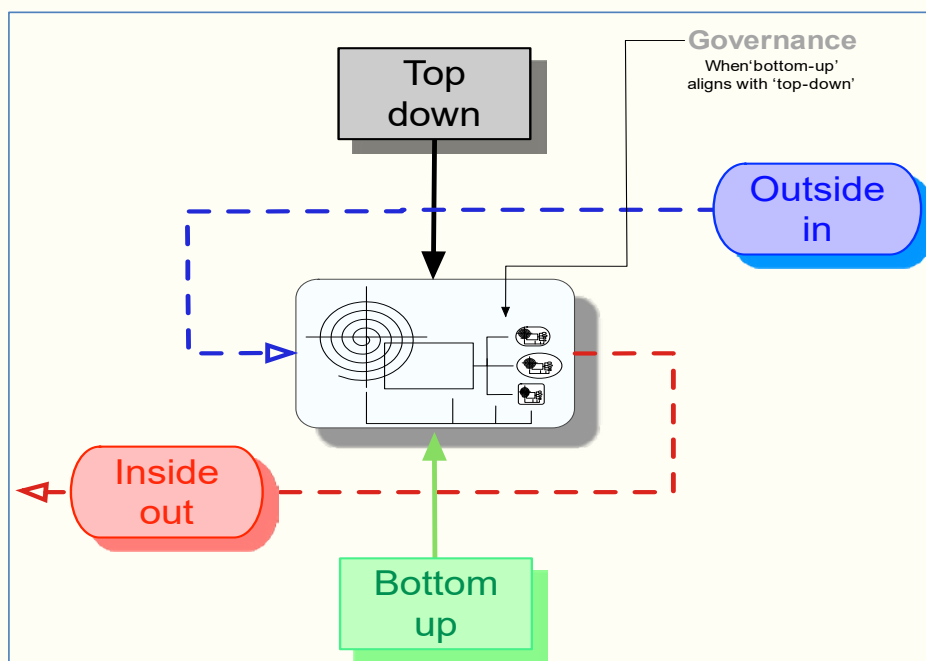 Governance
When‘bottom-up’
aligns with ‘top-down’
Top
down
Outside
in
Inside
out
Bottom
up